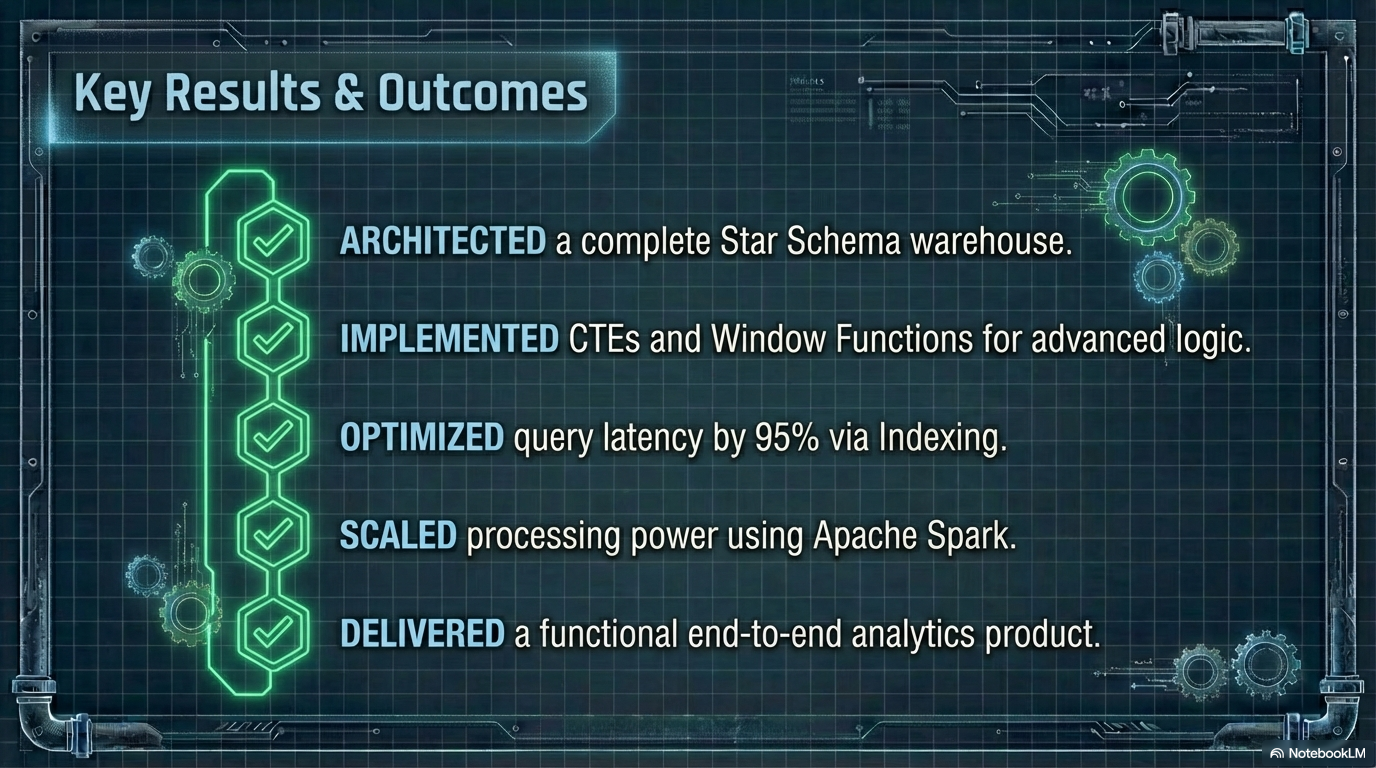 Key Results & Outcomes
ARCHITECTED a complete Star Schema warehouse.
IMPLEMENTED CTEs and Window Functions for advanced logic.
OPTIMIZED query latency by 95% via Indexing.
SCALED processing power using Apache Spark.
DELIVERED a functional end-to-end analytics product.
NotebookLM